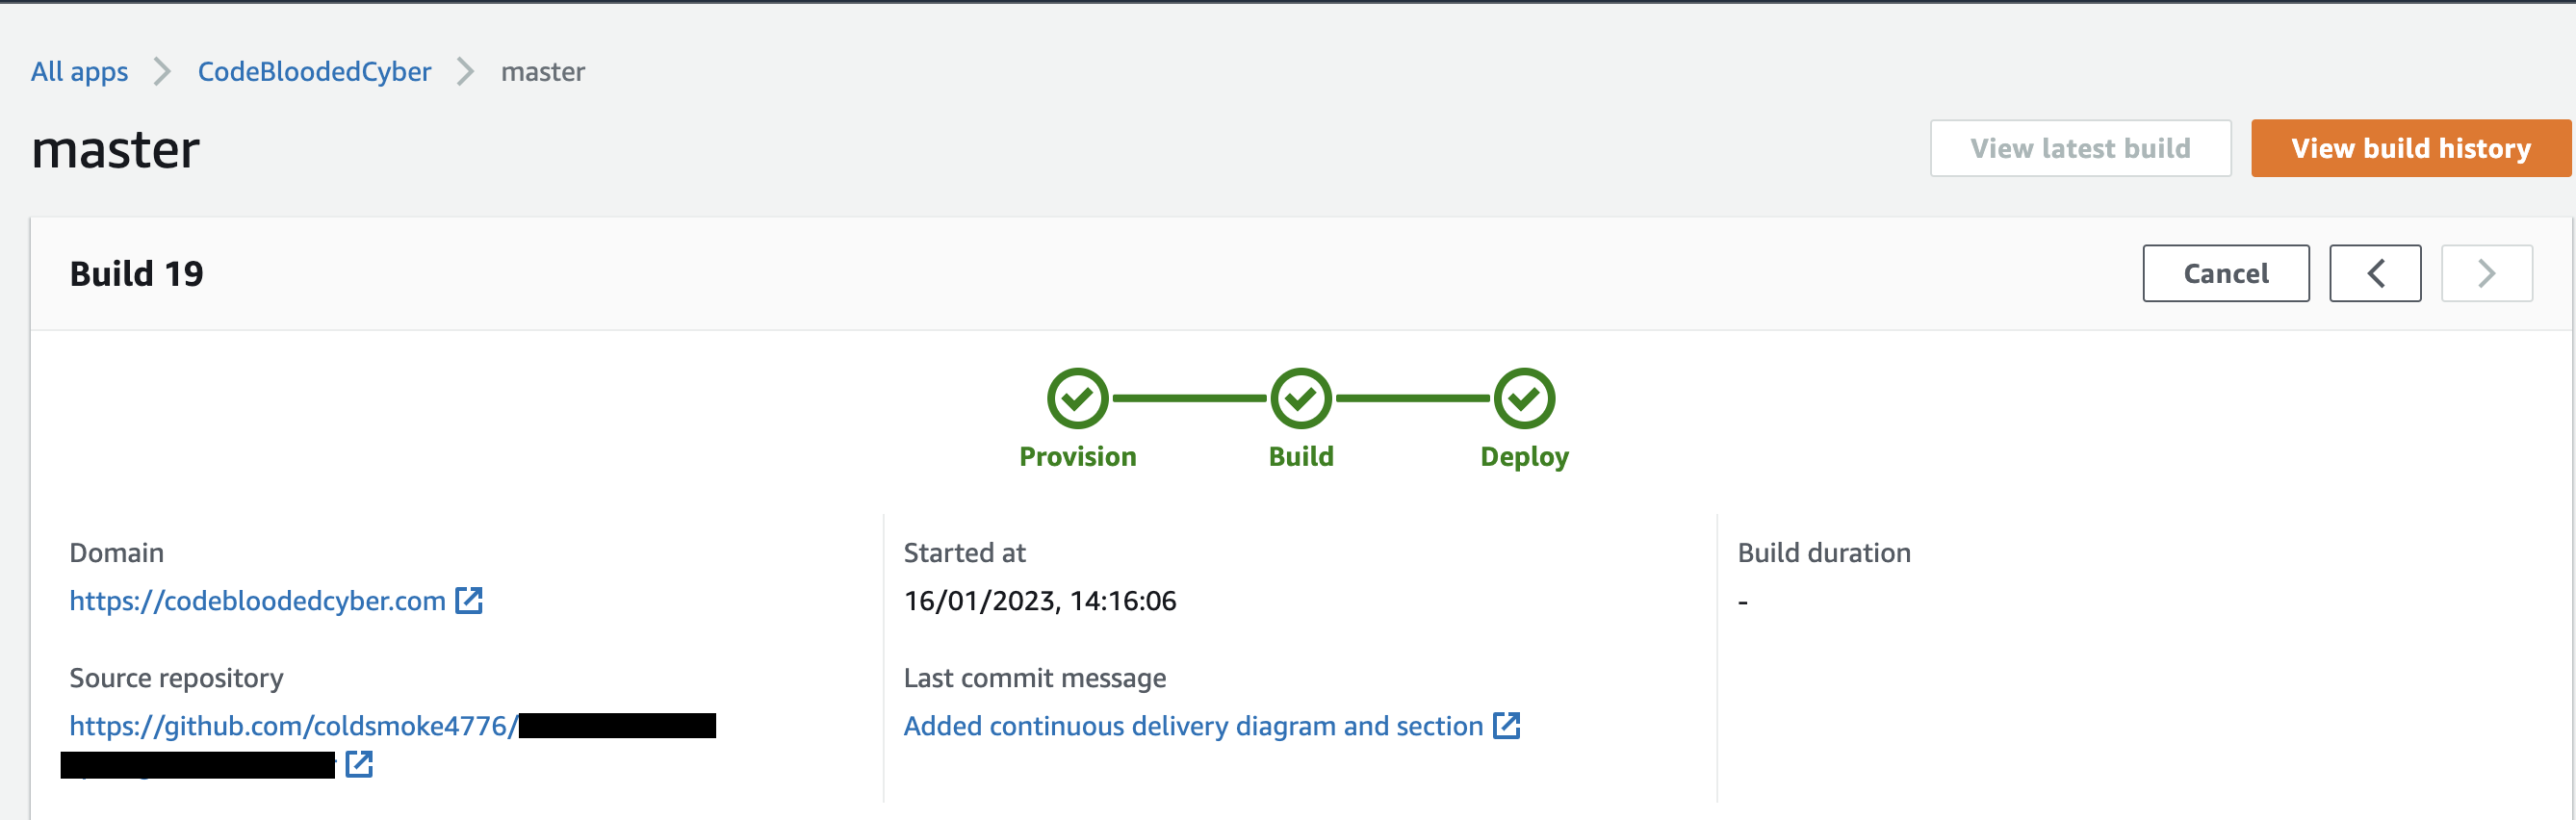 All apps > CodeBloodedCyber > master
master
View latest build
View build history
Build 19
Cancel
Provision
Build
Deploy
Domain
https://codebloodedcyber.com
Started at
16/01/2023, 14:16:06
Build duration
-
Source repository
https://github.com/coldsmoke4776/
Last commit message
Added continuous delivery diagram and section